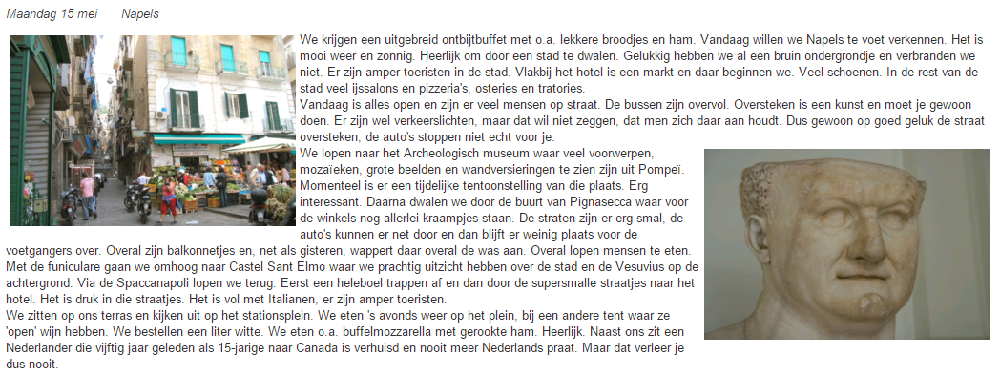 Maandag 15 mei Napels
We krijgen een uitgebreid ontbijtbuffet met o.a. lekkere broodjes en ham. Vandaag willen we Napels te voet verkennen. Het is
mooi weer en zonnig. Heerlijk om door een stad te dwalen. Gelukkig hebben we al een bruin ondergrondje en verbranden we
niet. Er zijn amper toeristen in de stad. Vlakbij het hotel is een markt en daar beginnen we. Veel schoenen. In de rest van de
stad veel ijssalons en pizzeria's, osteries en tratories.
Vandaag is alles open en zijn er veel mensen op straat. De bussen zijn overvol. Oversteken is een kunst en moet je gewoon
doen. Er zijn wel verkeerslichten, maar dat wil niet zeggen, dat men zich daar aan houdt. Dus gewoon op goed geluk de straat
oversteken, de auto's stoppen niet echt voor je.
We lopen naar het Archeologisch museum waar veel voorwerpen,
mozaïeken, grote beelden en wandversieringen te zien zijn uit Pompeï.
Momenteel is er een tijdelijke tentoonstelling van die plaats. Erg
interessant. Daarna dwalen we door de buurt van Pignasecca waar voor
de winkels nog allerlei kraampjes staan. De straten zijn er erg smal, de
auto's kunnen er net door en dan blijft er weinig plaats voor de
voetgangers over. Overal zijn balkonnetjes en, net als gisteren, wappert daar overal de was aan. Overal lopen mensen te eten.
Met de funiculare gaan we omhoog naar Castel Sant Elmo waar we prachtig uitzicht hebben over de stad en de Vesuvius op de
achtergrond. Via de Spaccanapoli lopen we terug. Eerst een heleboel trappen af en dan door de supersmalle straatjes naar het
hotel. Het is druk in die straatjes. Het is vol met Italianen, er zijn amper toeristen.
We zitten op ons terras en kijken uit op het stationsplein. We eten 's avonds weer op het plein, bij een andere tent waar ze
'open' wijn hebben. We bestellen een liter witte. We eten o.a. buffelmozzarella met gerookte ham. Heerlijk. Naast ons zit een
Nederlander die vijftig jaar geleden als 15-jarige naar Canada is verhuisd en nooit meer Nederlands praat. Maar dat verleer je
dus nooit.